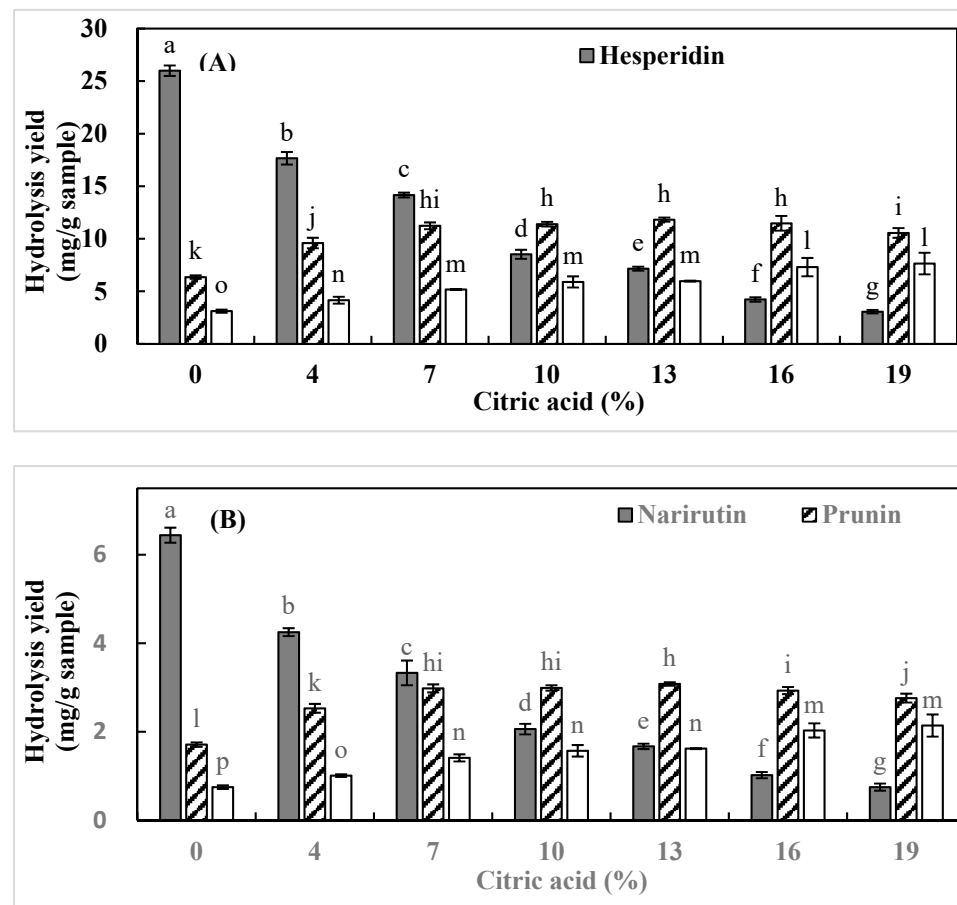 30
25
20
15
10
5
0
Hydrolysis yield
(mg/g sample)
(A)
Hesperidin
a
k
o
b
j
n
c
hi
m
d
h
m
e
h
m
f
h
l
g
i
l
0 4 7 10 13 16 19
Citric acid (%)
6
4
2
0
Hydrolysis yield
(mg/g sample)
(B)
Narirutin Prunin
a
l
p
b
k
o
c
hi
n
d
hi
n
e
h
n
f
i
m
g
j
m
0 4 7 10 13 16 19
Citric acid (%)